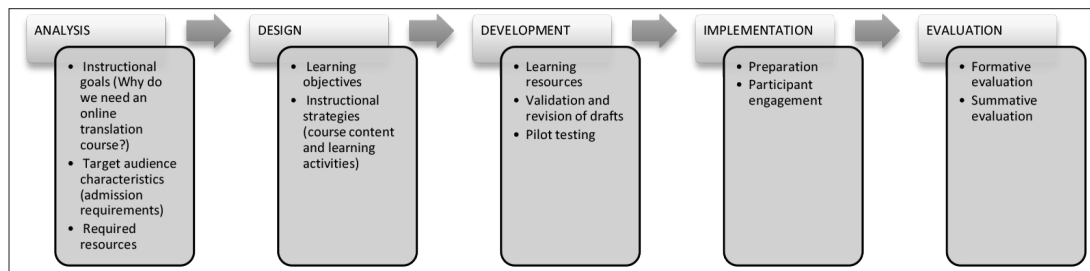 ANALYSIS
• Instructional
goals (Why do
we need an
online
translation
course?)
• Target audience
characteristics
(admission
requirements)
• Required
resources
DESIGN
• Learning
objectives
• Instructional
strategies
(course content
and learning
activities)
DEVELOPMENT
• Learning
resources
• Validation and
revision of drafts
• Pilot testing
IMPLEMENTATION
• Preparation
• Participant
engagement
EVALUATION
• Formative
evaluation
• Summative
evaluation